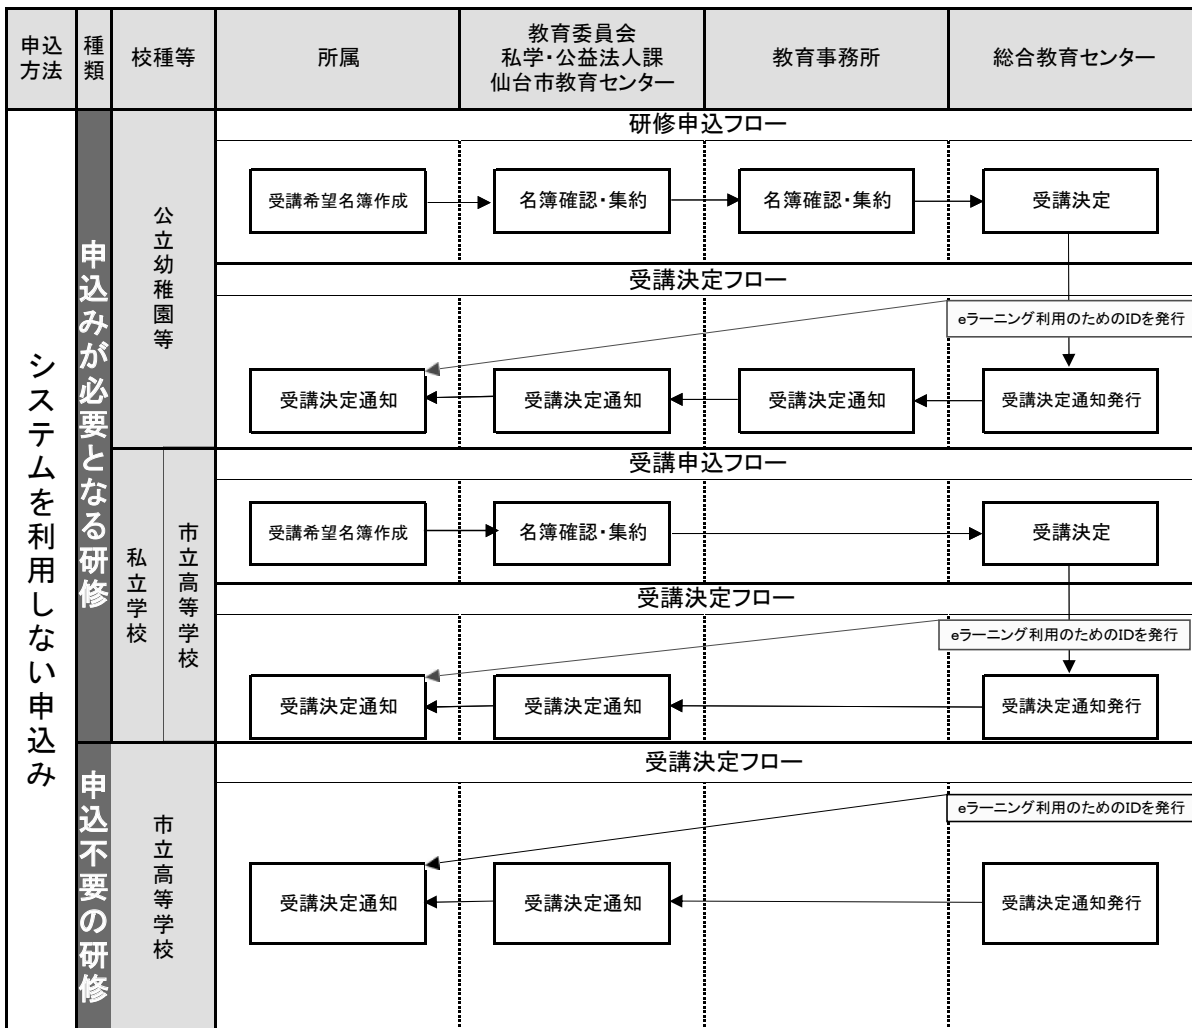 申込
方法
種
類
校種等
所属
教育委員会
私学・公益法人課
仙台市教育センター
教育事務所
総合教育センター
システムを利用しない申込み
申込みが必要となる研修
公立幼稚園等
研修申込フロー
受講希望名簿作成
名簿確認・集約
名簿確認・集約
受講決定
受講決定フロー
eラーニング利用のためのIDを発行
受講決定通知
受講決定通知
受講決定通知
受講決定通知発行
私立学校
市立高等学校
受講申込フロー
受講希望名簿作成
名簿確認・集約
受講決定
受講決定フロー
eラーニング利用のためのIDを発行
受講決定通知
受講決定通知
受講決定通知発行
申込不要の研修
市立高等学校
受講決定フロー
eラーニング利用のためのIDを発行
受講決定通知
受講決定通知
受講決定通知発行